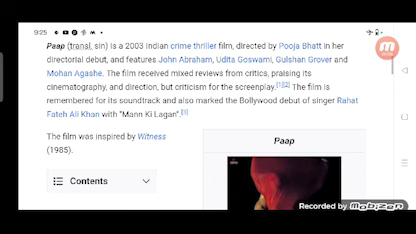 9:25
Paap (transl. sin) is a 2003 Indian crime thriller film, directed by Pooja Bhatt in her
directorial debut, and features John Abraham, Udita Goswami, Gulshan Grover and
Mohan Agashe. The film received mixed reviews from critics, praising its
cinematography, and direction, but criticism for the screenplay.[1][2] The film is
remembered for its soundtrack and also marked the Bollywood debut of singer Rahat
Fateh Ali Khan with "Mann Ki Lagan".[3]
The film was inspired by Witness
(1985).
Contents
Paap
Recorded by Mobizen